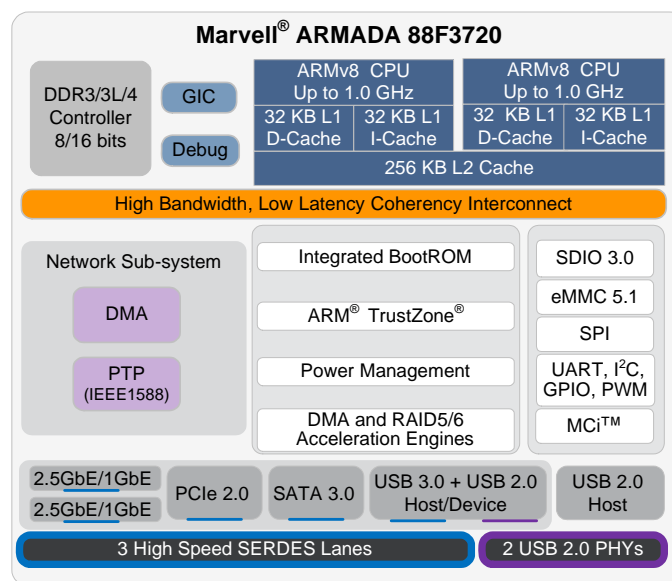 Marvell® ARMADA 88F3720
DDR3/3L/4
Controller
8/16 bits
GIC
Debug
ARMv8 CPU
Up to 1.0 GHz
32 KB L1
D-Cache
32 KB L1
I-Cache
ARMv8 CPU
Up to 1.0 GHz
32 KB L1
D-Cache
32 KB L1
I-Cache
256 KB L2 Cache
High Bandwidth, Low Latency Coherency Interconnect
Network Sub-system
DMA
PTP
(IEEE1588)
Integrated BootROM
ARM® TrustZone®
Power Management
DMA and RAID5/6
Acceleration Engines
SDIO 3.0
eMMC 5.1
SPI
UART, I²C,
GPIO, PWM
MCi™
2.5GbE/1GbE
2.5GbE/1GbE
PCIe 2.0
SATA 3.0
USB 3.0 + USB 2.0
Host/Device
USB 2.0
Host
3 High Speed SERDES Lanes
2 USB 2.0 PHYs